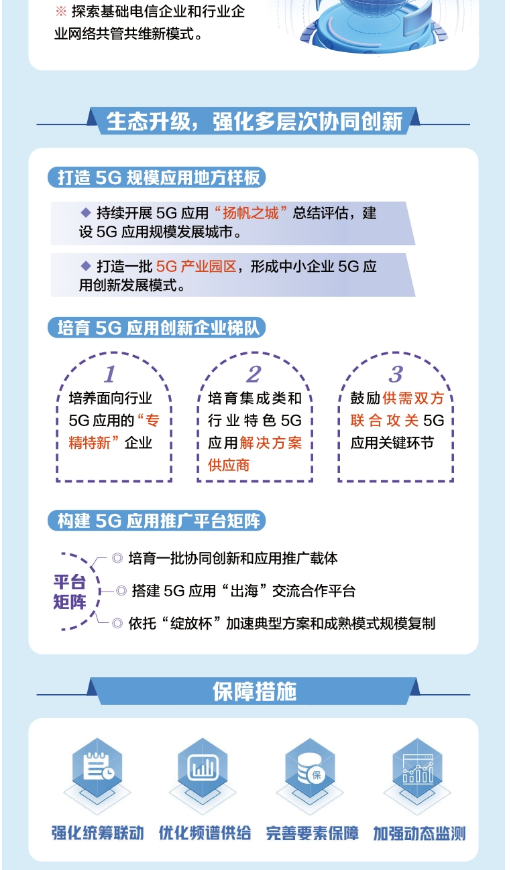 ※ 探索基础电信企业和行业企
业网络共管共维新模式。
生态升级，强化多层次协同创新
打造 5G 规模应用地方样板
◆ 持续开展 5G 应用“扬帆之城”总结评估，建
设 5G 应用规模发展城市。
◆ 打造一批 5G 产业园区，形成中小企业 5G 应
用创新发展模式。
培育 5G 应用创新企业梯队
1
培养面向行业
5G 应用的“专
精特新”企业
2
培育集成类和
行业特色 5G
应用解决方案
供应商
3
鼓励供需双方
联合攻关 5G
应用关键环节
构建 5G 应用推广平台矩阵
平台
矩阵
◎ 培育一批协同创新和应用推广载体
◎ 搭建 5G 应用“出海”交流合作平台
◎ 依托“绽放杯”加速典型方案和成熟模式规模复制
保障措施
保
强化统筹联动
优化频谱供给
完善要素保障
加强动态监测